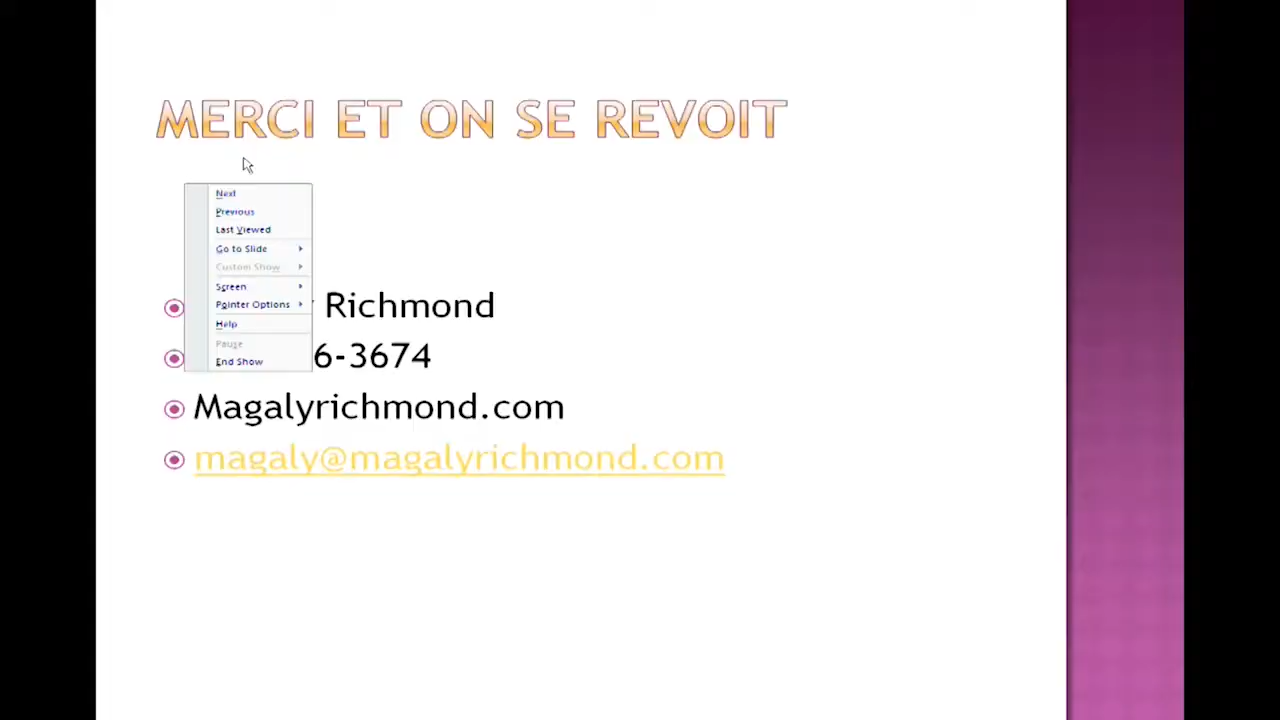 MERCI ET ON SE REVOIT
Next
Previous
Last Viewed
Go to Slide
Custom Show
Screen
Pointer Options
Help
Pause
End Show
Richmond
6-3674
Magalyrichmond.com
magaly@magalyrichmond.com